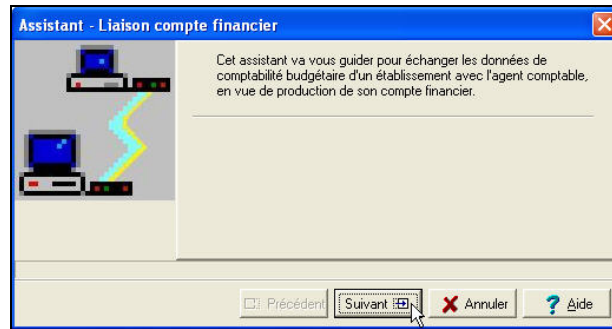 Assistant - Liaison compte financier
Cet assistant va vous guider pour échanger les données de
comptabilité budgétaire d'un établissement avec l'agent comptable,
en vue de production de son compte financier.
Précédent Suivant Annuler ? Aide